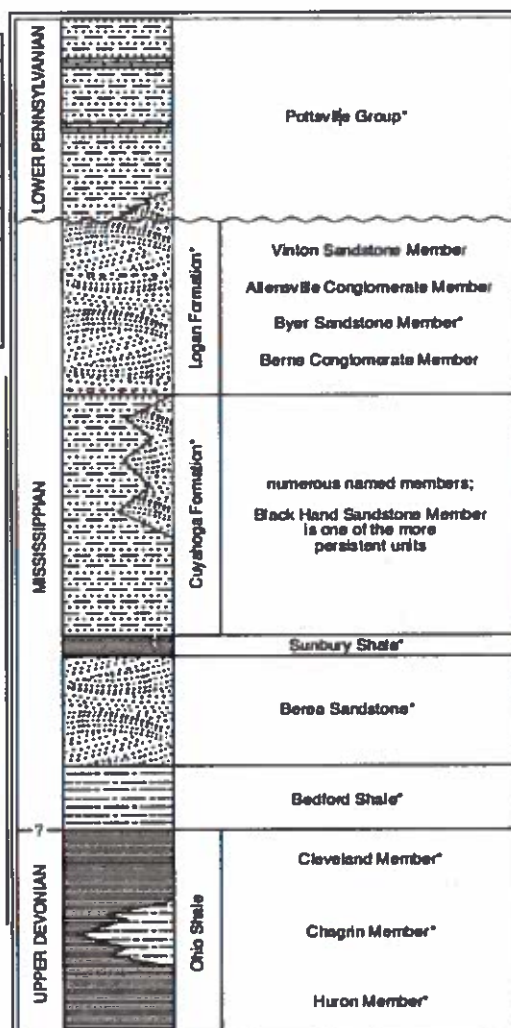 LOWER PENNSYLVANIAN
Pottsville Group*
MISSISSIPPIAN
Logan Formation*
Vinton Sandstone Member
Allensville Conglomerate Member
Byer Sandstone Member*
Berne Conglomerate Member
Cuyahoga Formation*
numerous named members;
Black Hand Sandstone Member
is one of the more
persistent units
Sunbury Shale*
Berea Sandstone*
Bedford Shale*
?
UPPER DEVONIAN
Ohio Shale
Cleveland Member*
Chagrin Member*
Huron Member*